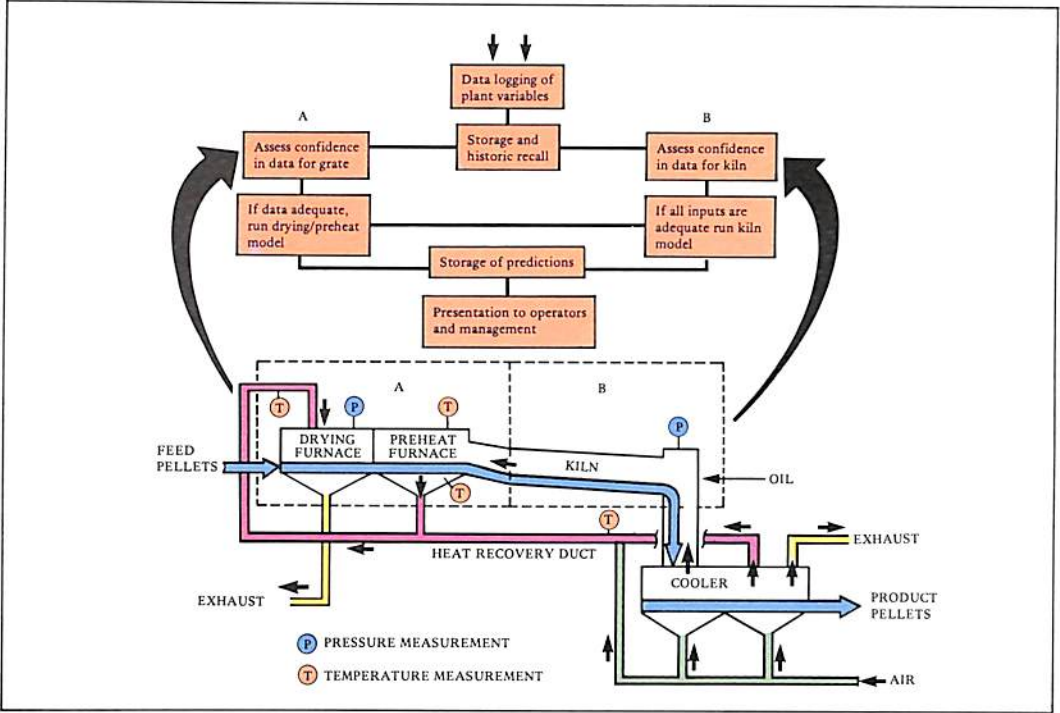 Data logging of
plant variables
A
B
Assess confidence
in data for grate
Storage and
historic recall
Assess confidence
in data for kiln
If data adequate,
run drying/preheat
model
If all inputs are
adequate run kiln
model
Storage of predictions
Presentation to operators
and management
A
B
T
P
T
P
FEED
PELLETS
DRYING
FURNACE
PREHEAT
FURNACE
KILN
OIL
T
T
HEAT RECOVERY DUCT
EXHAUST
COOLER
EXHAUST
PRODUCT
PELLETS
P PRESSURE MEASUREMENT
T TEMPERATURE MEASUREMENT
AIR